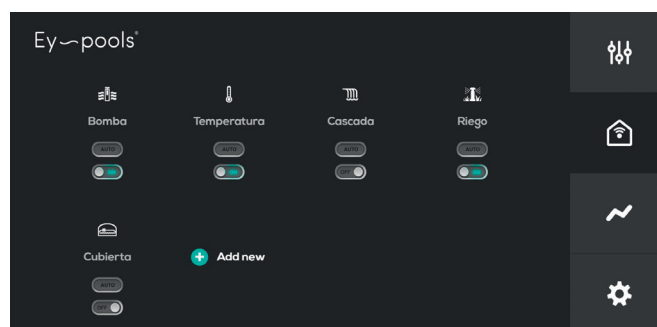 Ey-pools°
Bomba Temperatura Cascada Riego
AUTO AUTO AUTO AUTO
OFF
Cubierta Add new
AUTO
OFF